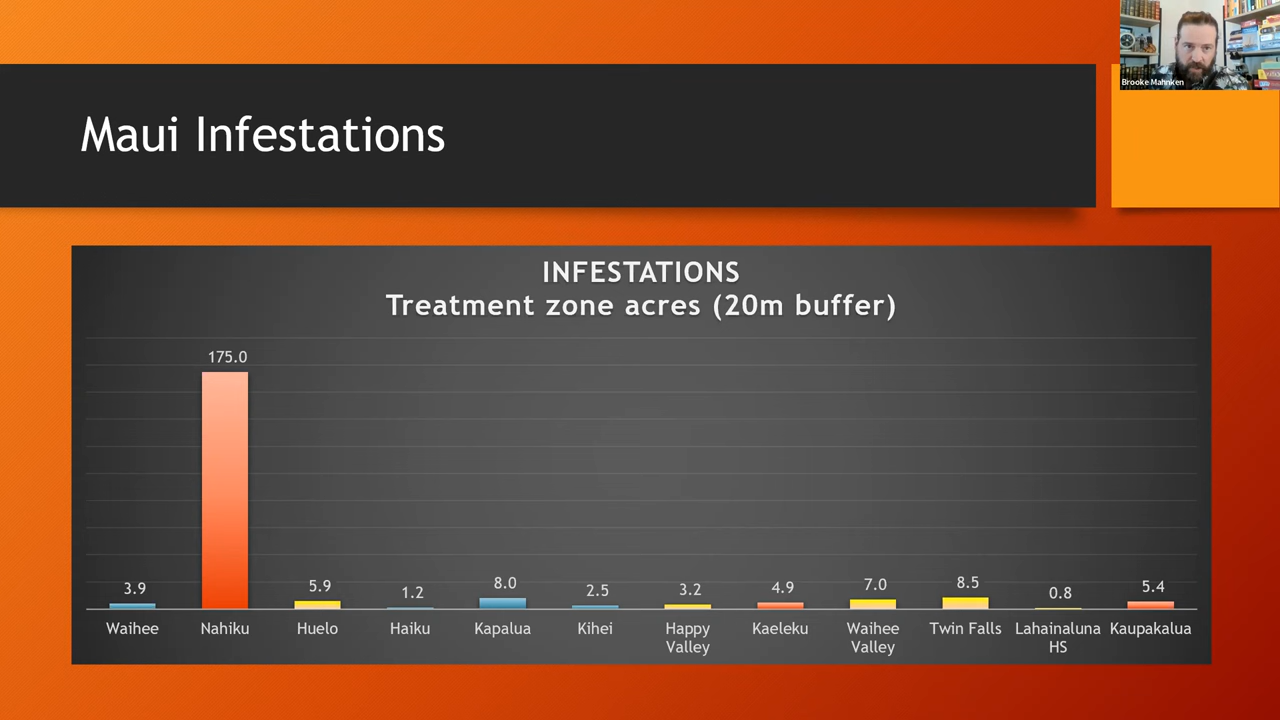 Brooke Mahnken
Maui Infestations
INFESTATIONS
Treatment zone acres (20m buffer)
175.0
3.9
5.9
1.2
8.0
2.5
3.2
4.9
7.0
8.5
0.8
5.4
Waihee
Nahiku
Huelo
Haiku
Kapalua
Kihei
Happy
Valley
Kaeleku
Waihee
Valley
Twin Falls
Lahainaluna
HS
Kaupakalua